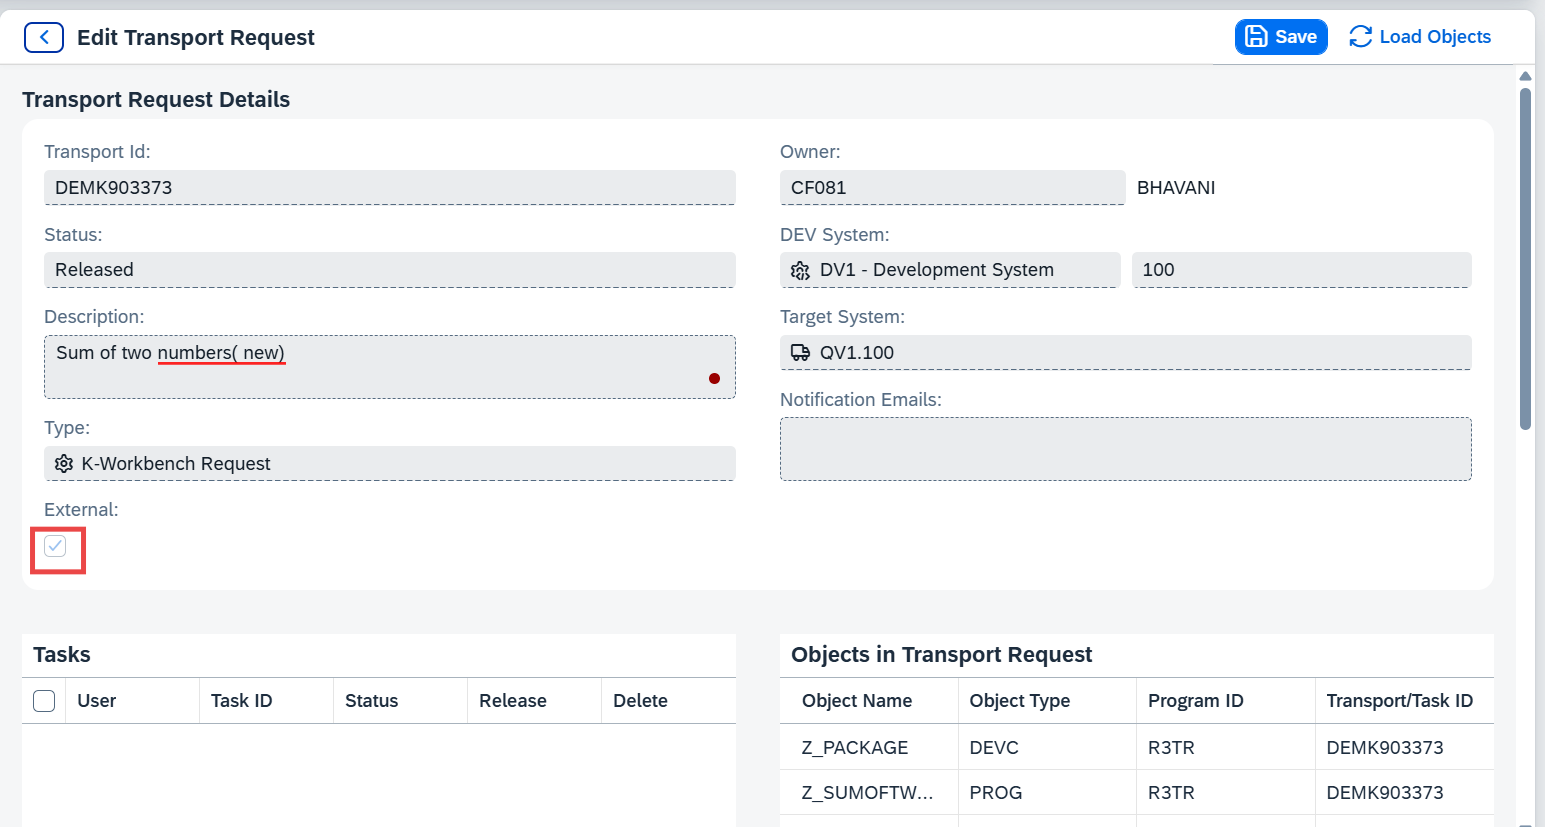 Edit Transport Request
Save
Load Objects
Transport Request Details
Transport Id:
DEMK903373
Owner:
CF081
BHAVANI
Status:
Released
DEV System:
DV1 - Development System
100
Description:
Sum of two numbers( new)
Target System:
QV1.100
Type:
K-Workbench Request
Notification Emails:
External:
Tasks
User Task ID Status Release Delete
Objects in Transport Request
Object Name Object Type Program ID Transport/Task ID
Z_PACKAGE DEVC R3TR DEMK903373
Z_SUMOFTW... PROG R3TR DEMK903373